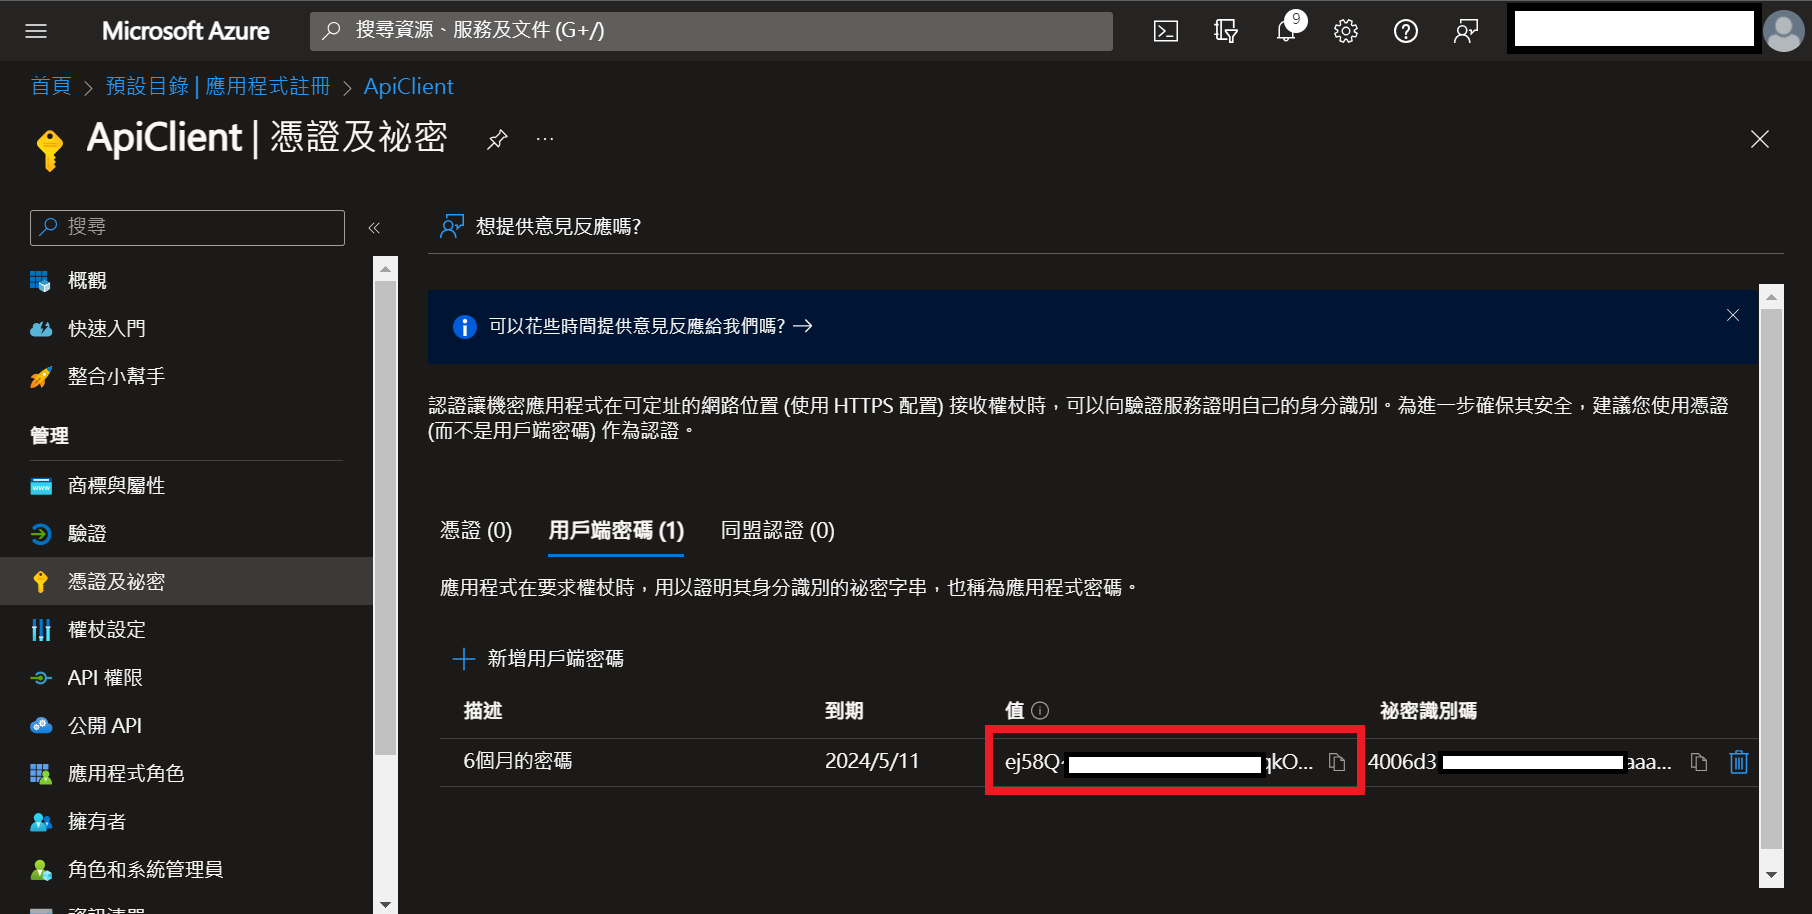 Microsoft Azure
搜尋資源、服務及文件 (G+/)
9
首頁 > 預設目錄 | 應用程式註冊 > ApiClient
ApiClient | 憑證及祕密
...
搜尋
«
概觀
快速入門
整合小幫手
管理
商標與屬性
驗證
憑證及祕密
權杖設定
API 權限
公開 API
應用程式角色
擁有者
角色和系統管理員
資訊清單
想提供意見反應嗎?
可以花些時間提供意見反應給我們嗎? →
認證讓機密應用程式在可定址的網路位置 (使用 HTTPS 配置) 接收權杖時，可以向驗證服務證明自己的身分識別。為進一步確保其安全，建議您使用憑證
(而不是用戶端密碼) 作為認證。
憑證 (0)
用戶端密碼 (1)
同盟認證 (0)
應用程式在要求權杖時，用以證明其身分識別的祕密字串，也稱為應用程式密碼。
新增用戶端密碼
描述
到期
值
祕密識別碼
6個月的密碼
2024/5/11
ej58Q~
qkO...
4006d3
aaa...